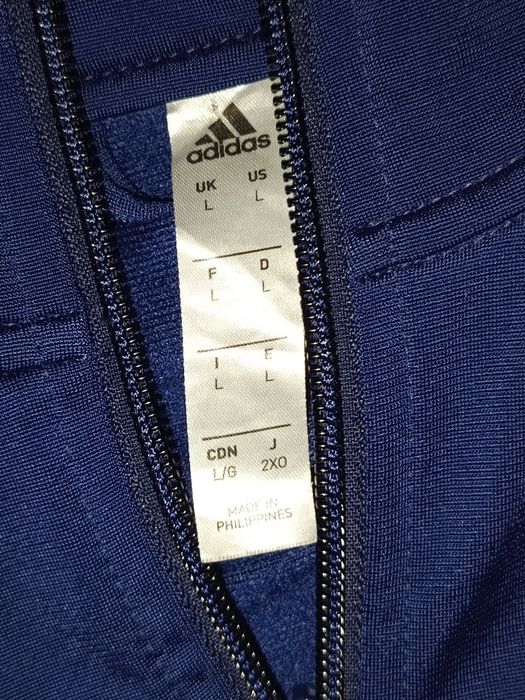 adidas
UK US
L L
F D
L L
I E
L L
CDN J
L/G 2XO
MADE IN
PHILIPPINES